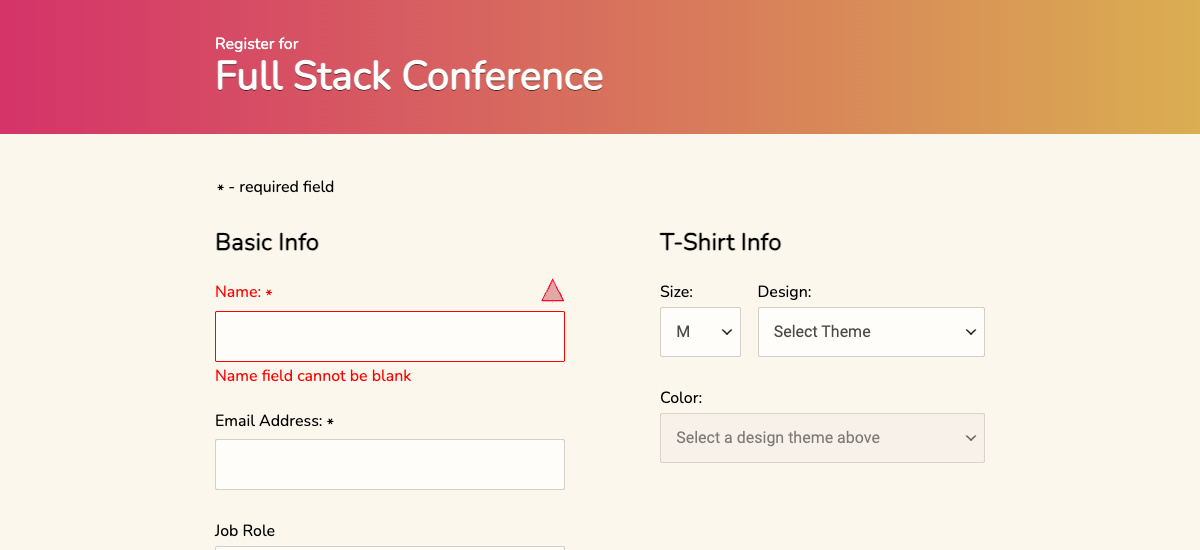 Register for
Full Stack Conference
* - required field
Basic Info
Name: *
Name field cannot be blank
Email Address: *
Job Role
T-Shirt Info
Size:
Design:
M
Select Theme
Color:
Select a design theme above